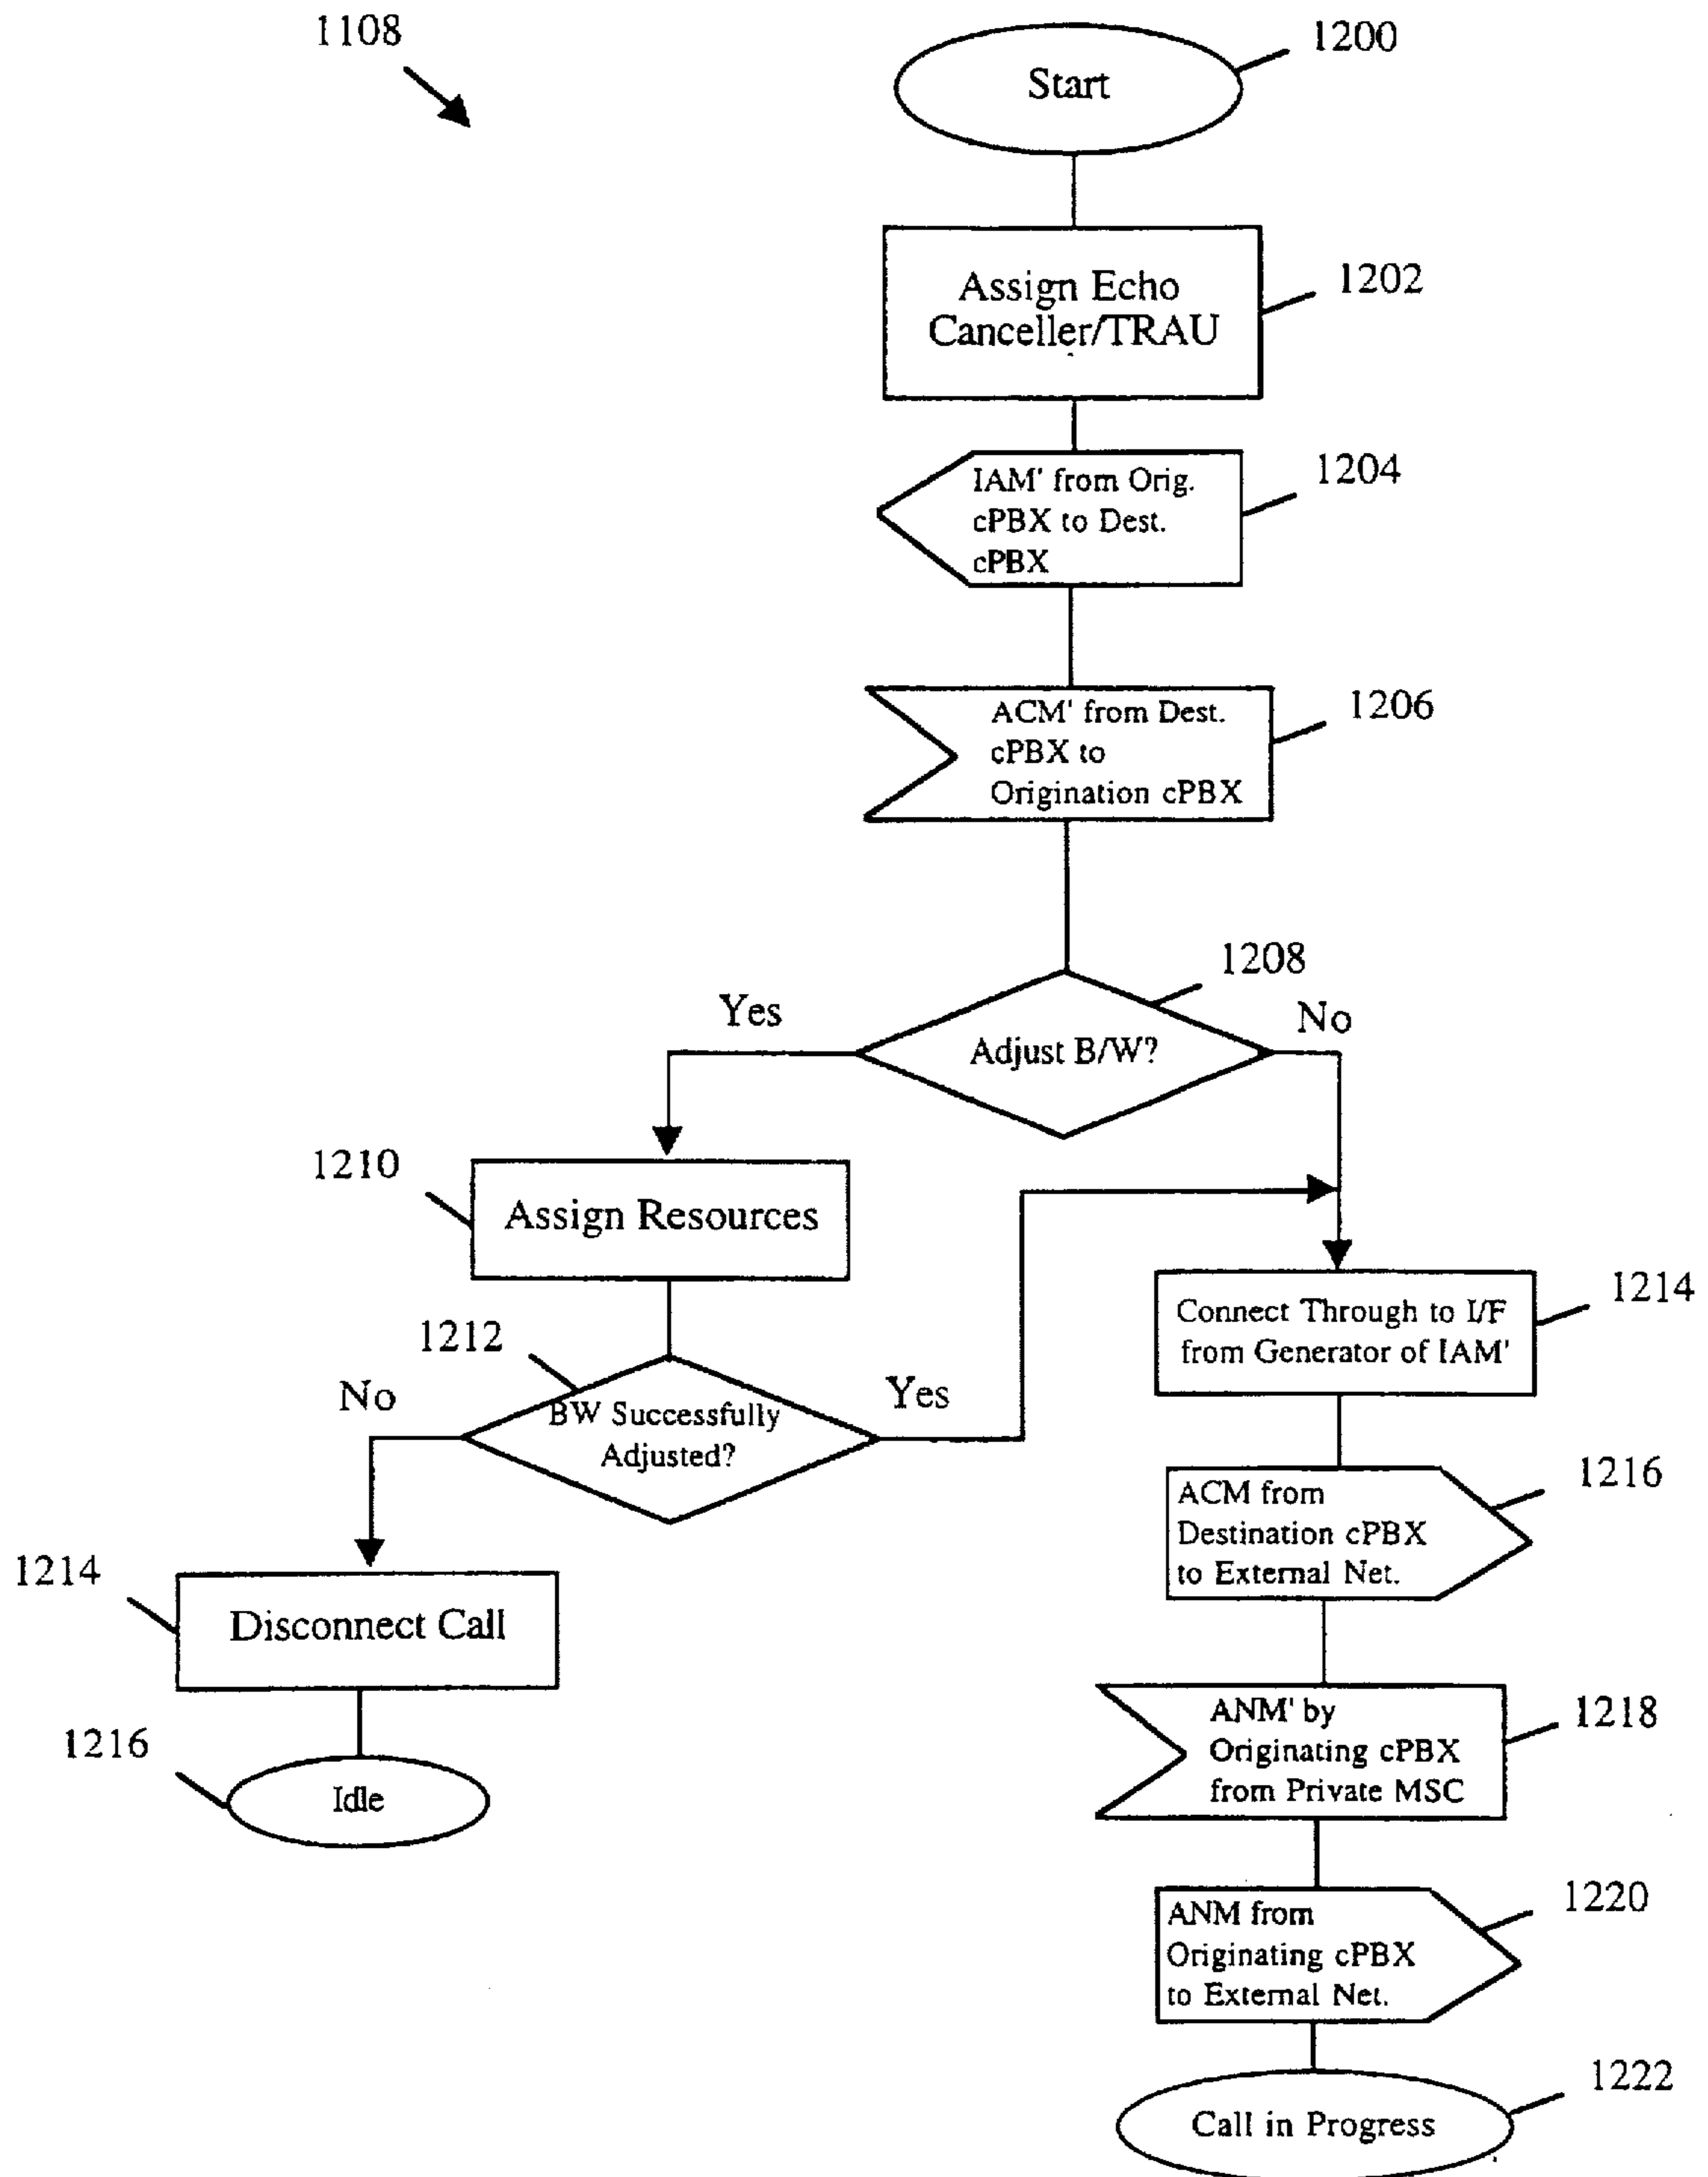 1108
1200
Start
1202
Assign Echo
Canceller/TRAU
1204
IAM' from Orig.
cPBX to Dest.
cPBX
1206
ACM' from Dest.
cPBX to
Origination cPBX
1208
Yes
No
Adjust B/W?
1210
Assign Resources
1214
Connect Through to I/F
from Generator of IAM'
1212
No
Yes
BW Successfully
Adjusted?
1216
ACM from
Destination cPBX
to External Net.
1214
Disconnect Call
1218
ANM' by
Originating cPBX
from Private MSC
1216
Idle
1220
ANM from
Originating cPBX
to External Net.
1222
Call in Progress